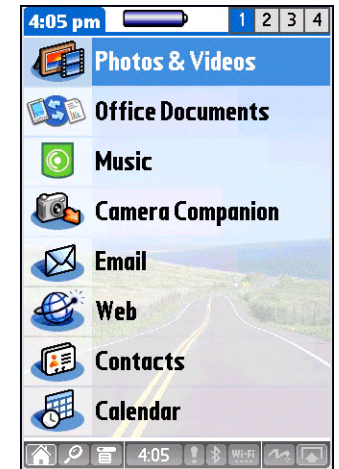 4:05 pm 1 2 3 4
Photos & Videos
Office Documents
Music
Camera Companion
Email
Web
Contacts
Calendar
4:05 Wi-Fi